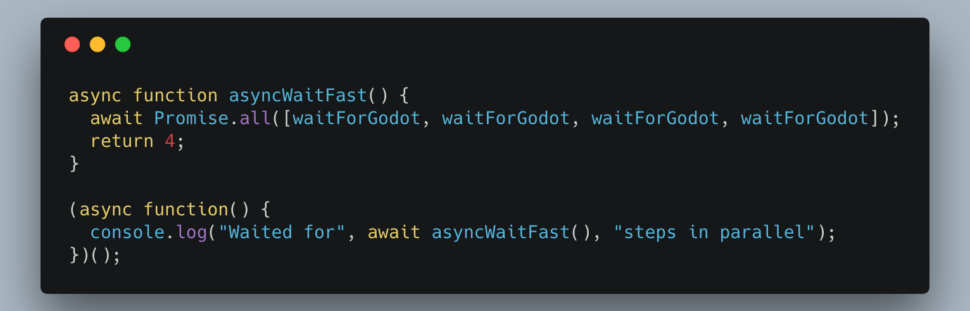 async function asyncWaitFast() {
  await Promise.all([waitForGodot, waitForGodot, waitForGodot, waitForGodot]);
  return 4;
}

(async function() {
  console.log("Waited for", await asyncWaitFast(), "steps in parallel");
})();